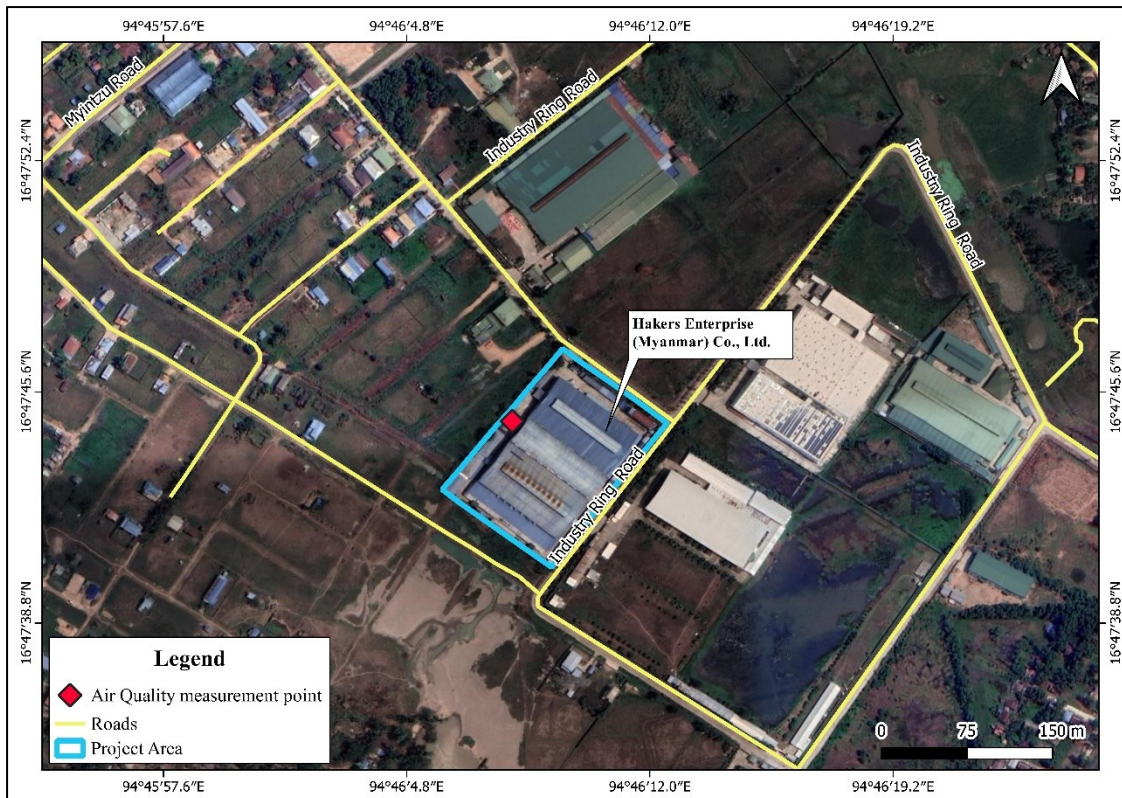 94°45′57.6″E
94°46′4.8″E
94°46′12.0″E
94°46′19.2″E
16°47′52.4″N
16°47′52.4″N
Myintzu Road
Industry Ring Road
Industry Ring Road
Hakers Enterprise
(Myanmar) Co., Ltd.
16°47′45.6″N
16°47′45.6″N
Industry Ring Road
16°47′38.8″N
16°47′38.8″N
Legend
Air Quality measurement point
Roads
Project Area
0 75 150 m
94°45′57.6″E
94°46′4.8″E
94°46′12.0″E
94°46′19.2″E